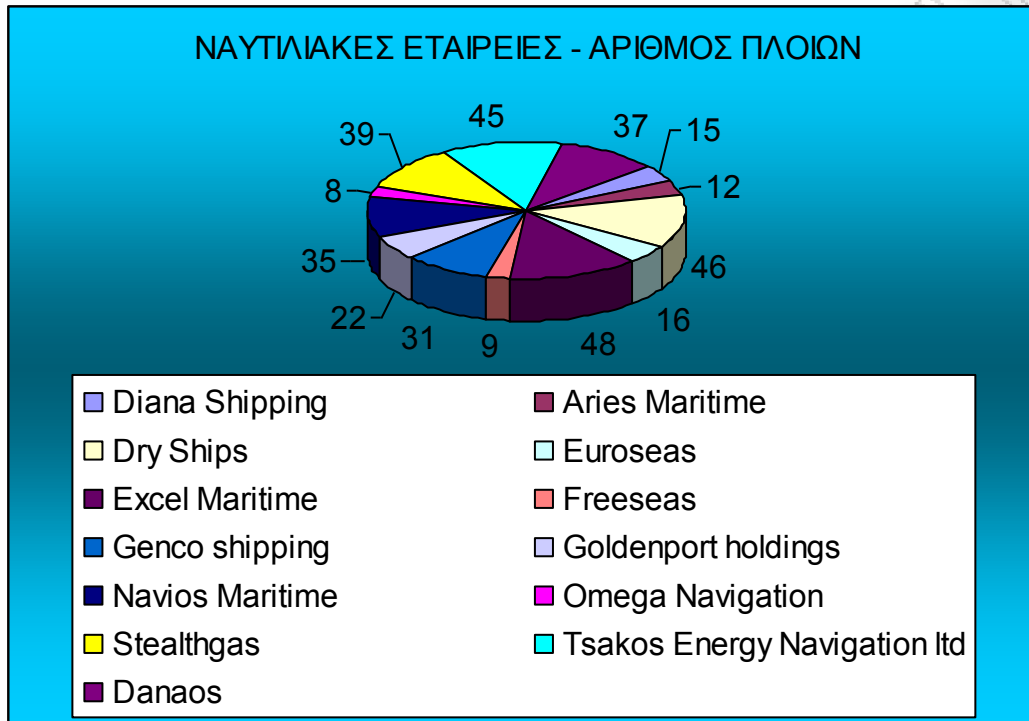 ΝΑΥΤΙΛΙΑΚΕΣ ΕΤΑΙΡΕΙΕΣ - ΑΡΙΘΜΟΣ ΠΛΟΙΩΝ
45 37 15
39
8 12
35 46
22 16
31 9 48
Diana Shipping Aries Maritime
Dry Ships Euroseas
Excel Maritime Freeseas
Genco shipping Goldenport holdings
Navios Maritime Omega Navigation
Stealthgas Tsakos Energy Navigation ltd
Danaos